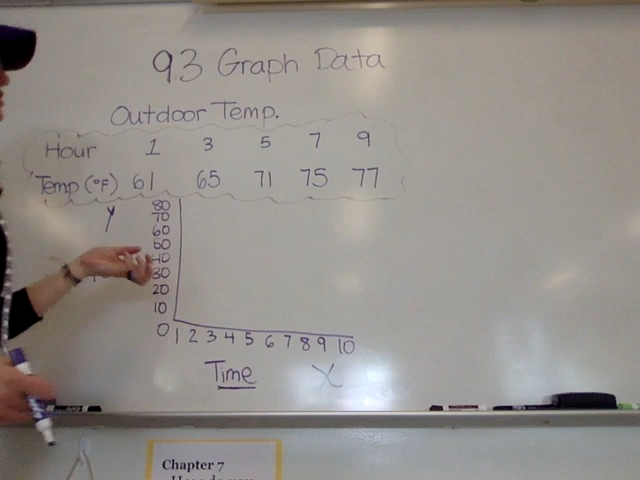 93 Graph Data
Outdoor Temp.
Hour 1 3 5 7 9
Temp (°F) 61 65 71 75 77
y
80
70
60
50
40
30
20
10
0 1 2 3 4 5 6 7 8 9 10
Time X
Chapter 7